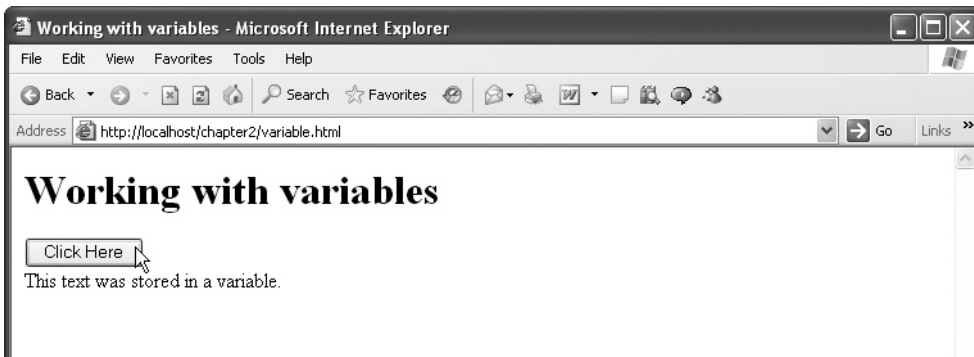 Working with variables - Microsoft Internet Explorer
File Edit View Favorites Tools Help
Back Search Favorites W
Address http://localhost/chapter2/variable.html Go Links »
Working with variables
Click Here
This text was stored in a variable.